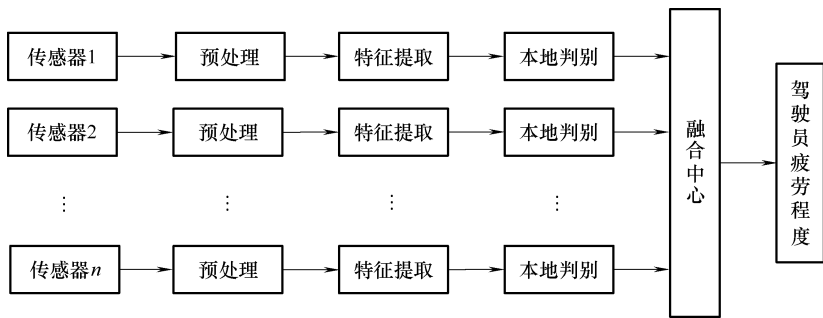 传感器1 预处理 特征提取 本地判别
传感器2 预处理 特征提取 本地判别
⋮ ⋮ ⋮ ⋮
传感器n 预处理 特征提取 本地判别
融合中心
驾驶员疲劳程度